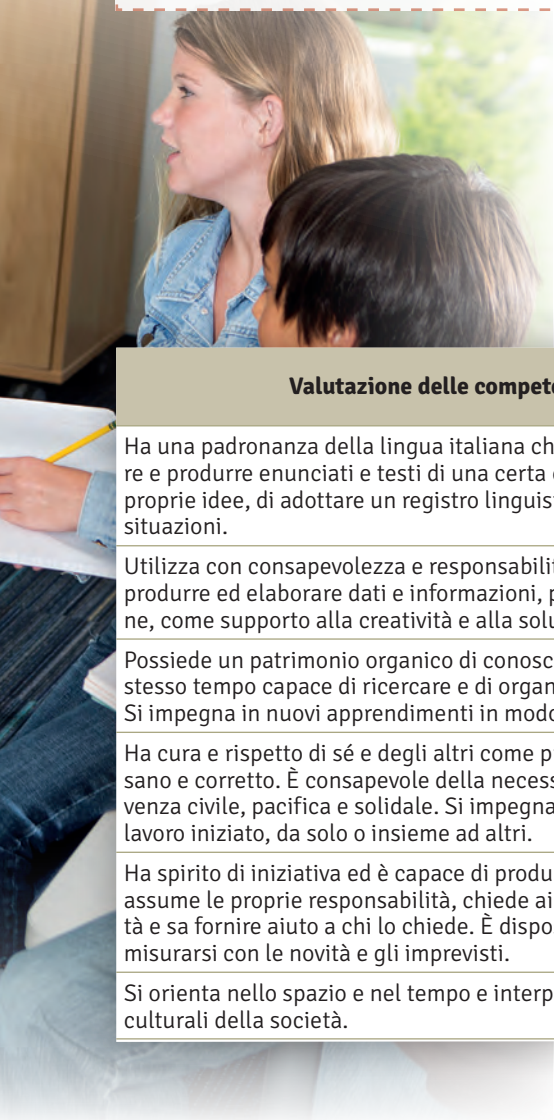 Valutazione delle compet
Ha una padronanza della lingua italiana ch
re e produrre enunciati e testi di una certa
proprie idee, di adottare un registro linguis
situazioni.
Utilizza con consapevolezza e responsabilit
produrre ed elaborare dati e informazioni, p
ne, come supporto alla creatività e alla solu
Possiede un patrimonio organico di conosc
stesso tempo capace di ricercare e di organ
Si impegna in nuovi apprendimenti in modo
Ha cura e rispetto di sé e degli altri come p
sano e corretto. È consapevole della necess
venza civile, pacifica e solidale. Si impegna
lavoro iniziato, da solo o insieme ad altri.
Ha spirito di iniziativa ed è capace di produ
assume le proprie responsabilità, chiede ai
tà e sa fornire aiuto a chi lo chiede. È dispo
misurarsi con le novità e gli imprevisti.
Si orienta nello spazio e nel tempo e interp
culturali della società.